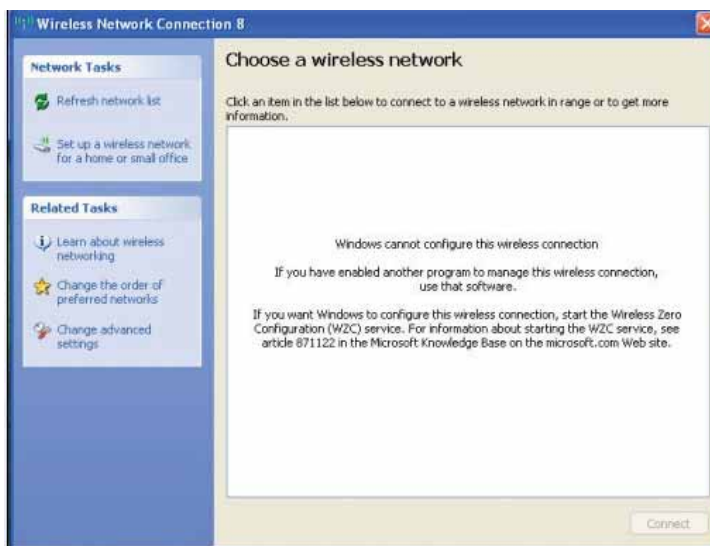 Wireless Network Connection 8
Network Tasks
Refresh network list
Set up a wireless network
for a home or small office
Related Tasks
Learn about wireless
networking
Change the order of
preferred networks
Change advanced
settings
Choose a wireless network
Click an item in the list below to connect to a wireless network in range or to get more
information.
Windows cannot configure this wireless connection
If you have enabled another program to manage this wireless connection,
use that software.
If you want Windows to configure this wireless connection, start the Wireless Zero
Configuration (WZC) service. For information about starting the WZC service, see
article 871122 in the Microsoft Knowledge Base on the microsoft.com Web site.
Connect